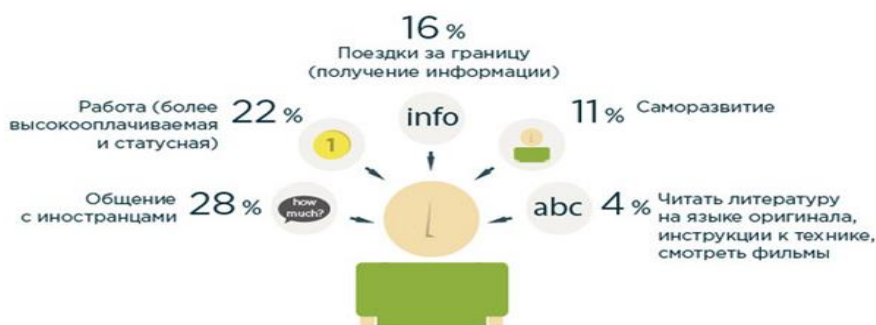 16 %
Поездки за границу
(получение информации)
info
Работа (более
высокооплачиваемая
и статусная)
22 %
1
11 %
Саморазвитие
Общение
с иностранцами
28 %
how
much?
abc
4 %
Читать литературу
на языке оригинала,
инструкции к технике,
смотреть фильмы